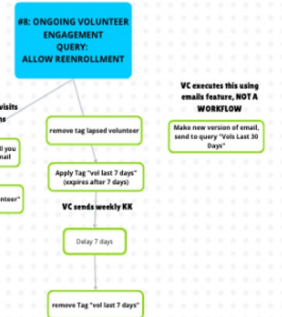 #8: ONGOING VOLUNTEER
ENGAGEMENT
QUERY:
ALLOW REENROLLMENT
visits
VC executes this using
emails feature, NOT A
WORKFLOW
remove tag lapsed volunteer
Make new version of email,
send to query "Vols Last 30
Days"
ll you
Apply Tag "vol last 7 days"
(expires after 7 days)
nteer"
VC sends weekly KK
Delay 7 days
remove Tag "vol last 7 days"